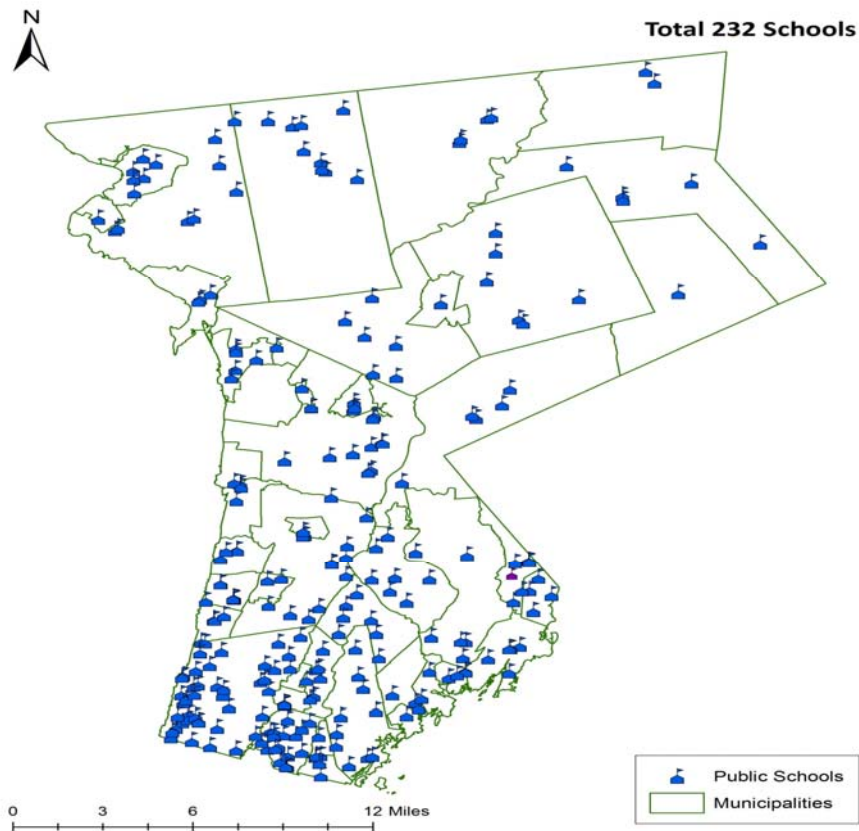 N
Total 232 Schools
Public Schools
Municipalities
0 3 6 12 Miles